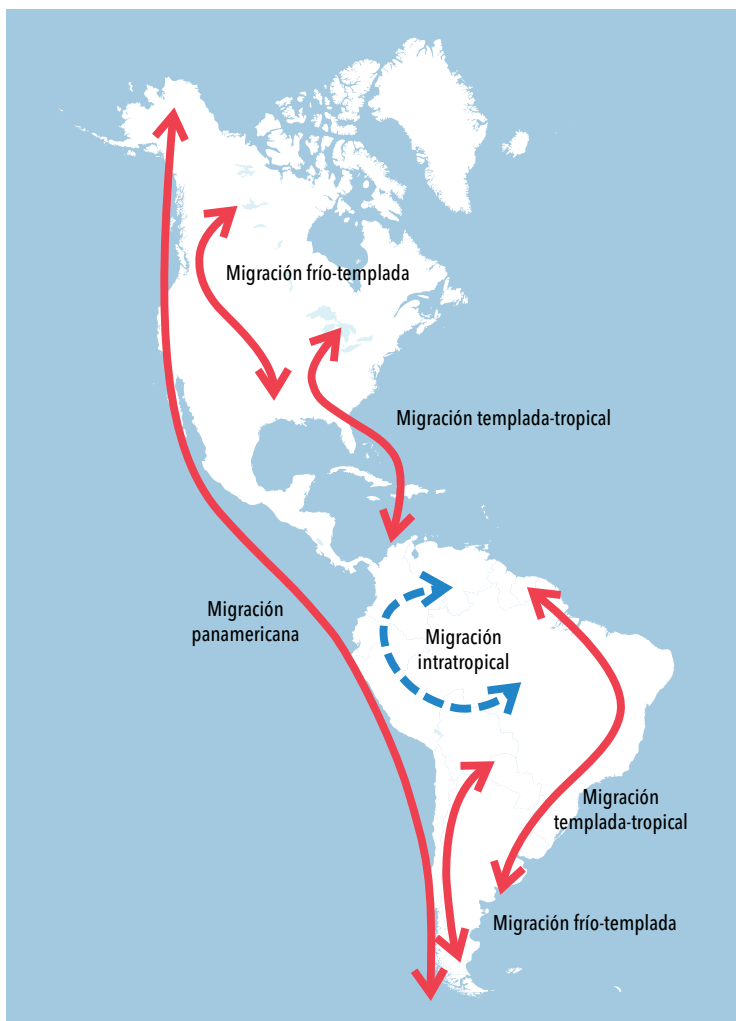 Migración frío-templada
Migración templada-tropical
Migración
panamericana
Migración
intratropical
Migración
templada-tropical
Migración frío-templada